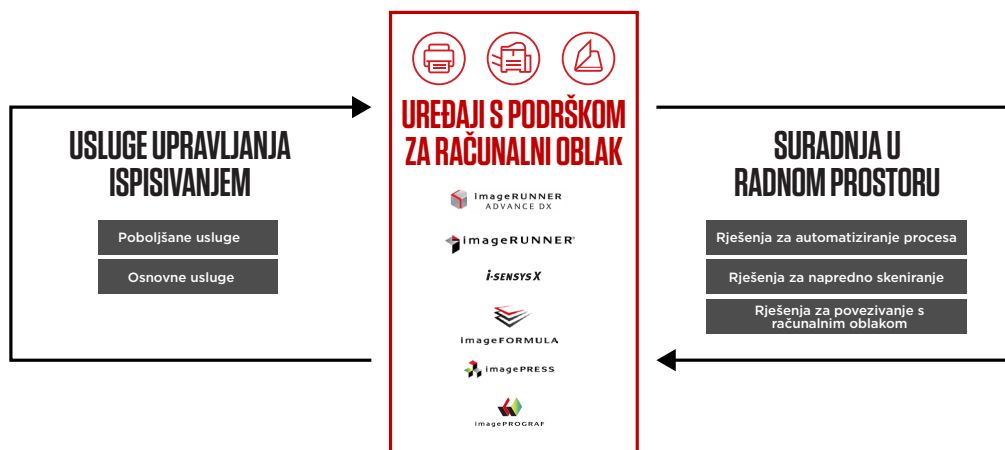 USLUGE UPRAVLJANJA
ISPISIVANJEM
Poboljšane usluge
Osnovne usluge
UREĐAJI S PODRŠKOM
ZA RAČUNALNI OBLAK
imageRUNNER
ADVANCE DX
imageRUNNER®
i-SENSYS X
imageFORMULA
imagePRESS
imagePROGRAF
SURADNJA U
RADNOM PROSTORU
Rješenja za automatiziranje procesa
Rješenja za napredno skeniranje
Rješenja za povezivanje s
računalnim oblakom